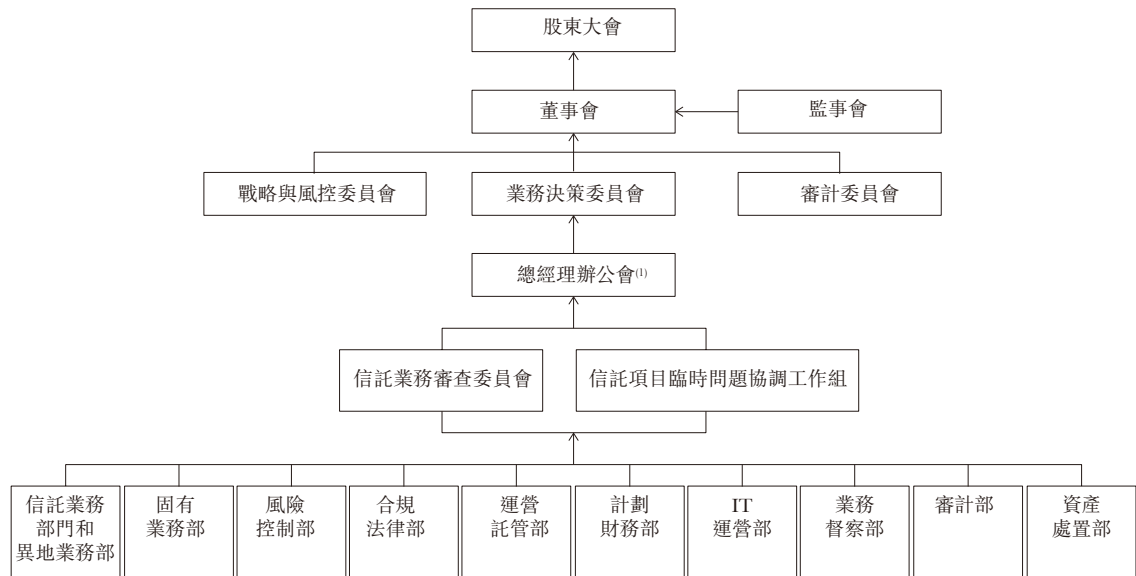 股東大會
董事會
監事會
戰略與風控委員會
業務決策委員會
審計委員會
總經理辦公會(1)
信託業務審查委員會
信託項目臨時問題協調工作組
信託業務
部門和
異地業務部
固有
業務部
風險
控制部
合規
法律部
運營
託管部
計劃
財務部
IT
運營部
業務
督察部
審計部
資產
處置部